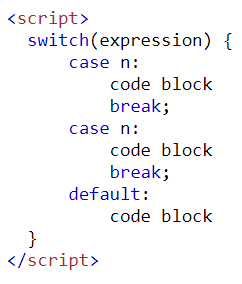 <script>
switch(expression) {
case n:
code block
break;
case n:
code block
break;
default:
code block
}
</script>